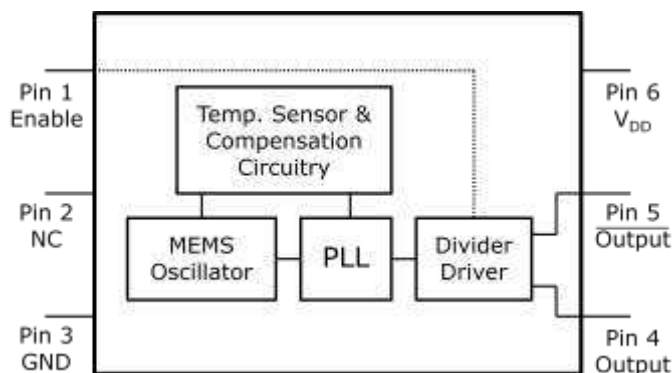 Pin 1
Enable
Temp. Sensor &
Compensation
Circuitry
Pin 6
VDD
Pin 2
NC
MEMS
Oscillator
PLL
Divider
Driver
Pin 5
Output
Pin 3
GND
Pin 4
Output